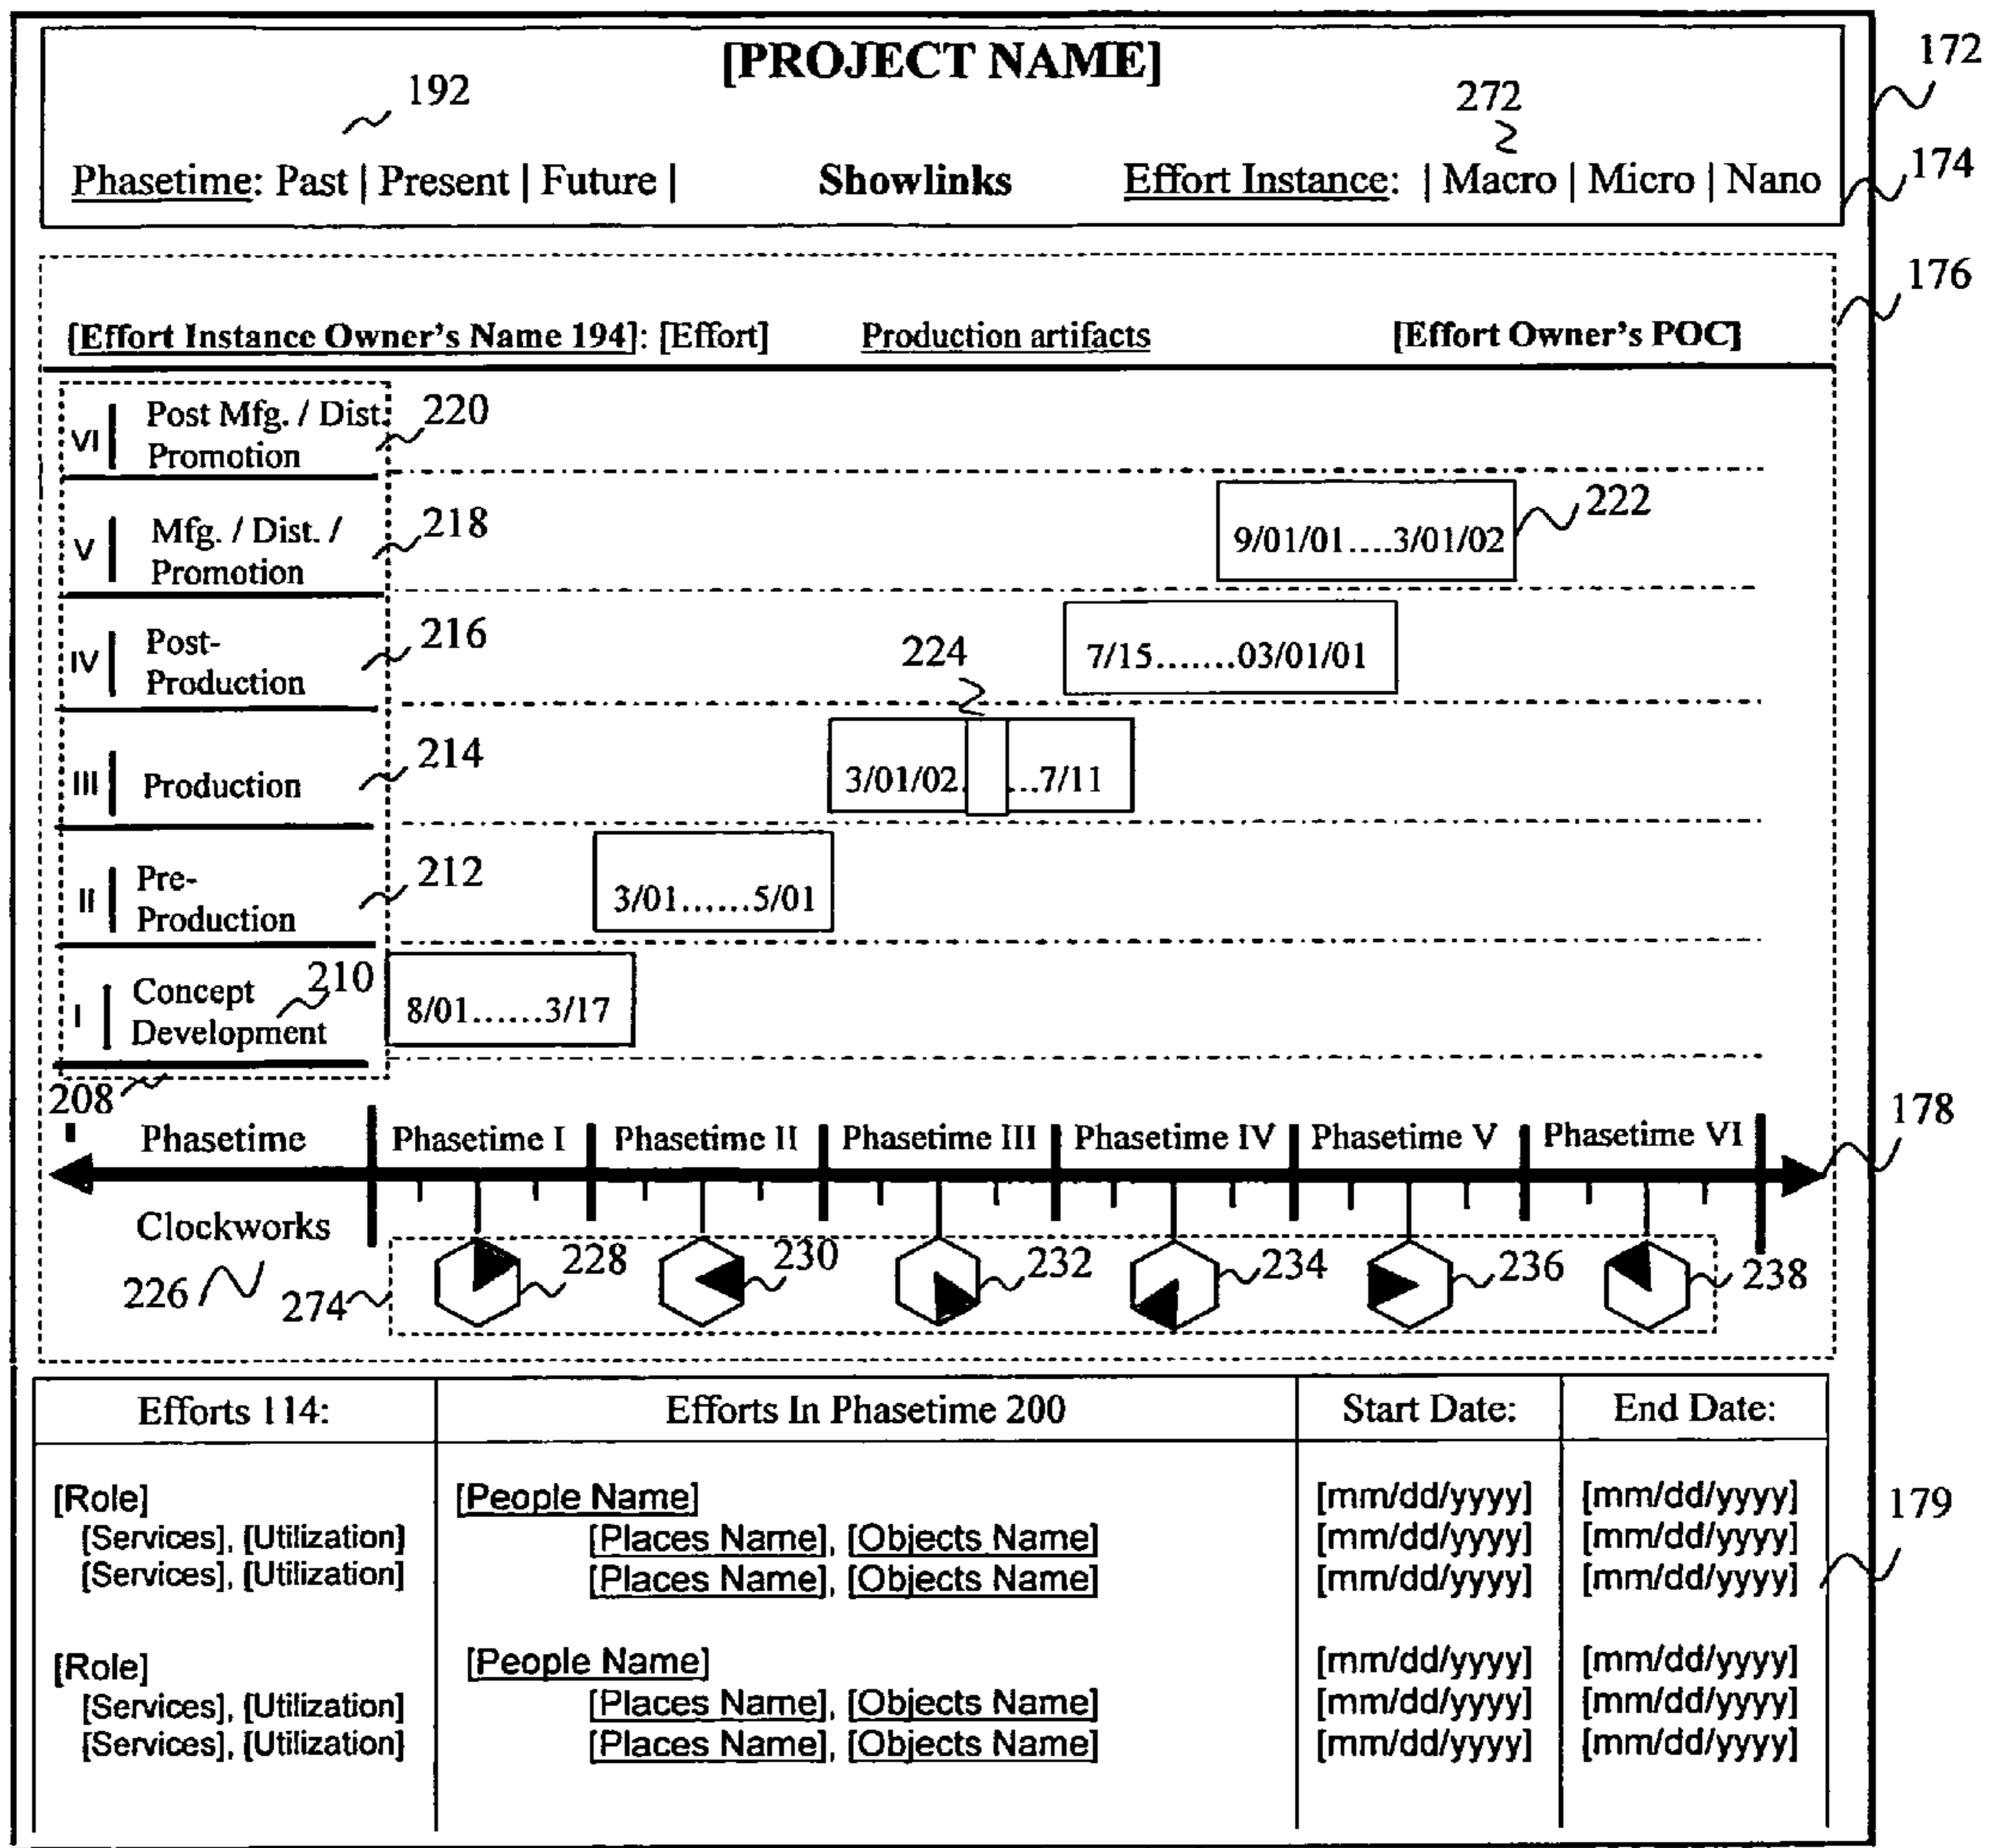 [PROJECT NAME]
192
272
172
Phasetime: Past | Present | Future | Showlinks Effort Instance: | Macro | Micro | Nano
174
176
[Effort Instance Owner's Name 194]: [Effort] Production artifacts [Effort Owner's POC]
VI Post Mfg. / Dist. Promotion
220
V Mfg. / Dist. / Promotion
218
9/01/01....3/01/02
222
IV Post-Production
216
7/15.......03/01/01
224
III Production
214
3/01/02. ...7/11
II Pre-Production
212
3/01......5/01
I Concept Development
210
8/01......3/17
208
178
Phasetime Phasetime I Phasetime II Phasetime III Phasetime IV Phasetime V Phasetime VI
Clockworks
226
274
228 230 232 234 236 238
Efforts 114: Efforts In Phasetime 200 Start Date: End Date:
[Role] [People Name] [mm/dd/yyyy] [mm/dd/yyyy]
[Services], [Utilization] [Places Name], [Objects Name] [mm/dd/yyyy] [mm/dd/yyyy]
[Services], [Utilization] [Places Name], [Objects Name] [mm/dd/yyyy] [mm/dd/yyyy]
179
[Role] [People Name] [mm/dd/yyyy] [mm/dd/yyyy]
[Services], [Utilization] [Places Name], [Objects Name] [mm/dd/yyyy] [mm/dd/yyyy]
[Services], [Utilization] [Places Name], [Objects Name] [mm/dd/yyyy] [mm/dd/yyyy]